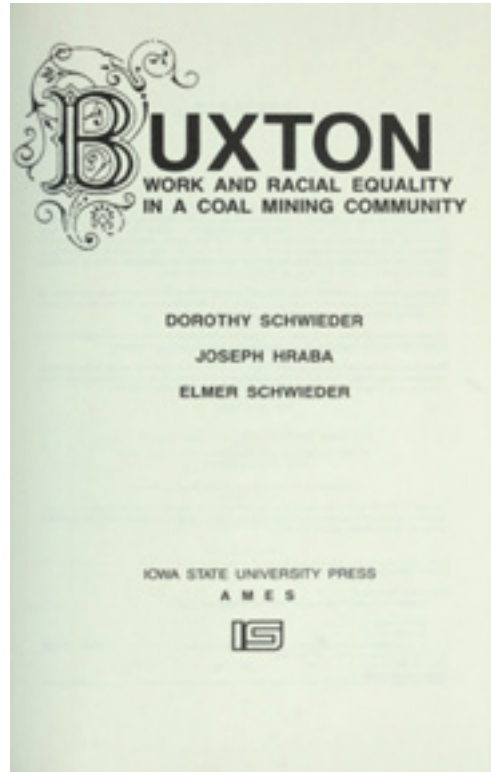 BUXTON
WORK AND RACIAL EQUALITY
IN A COAL MINING COMMUNITY
DOROTHY SCHWIEDER
JOSEPH HRABA
ELMER SCHWIEDER
IOWA STATE UNIVERSITY PRESS
AMES
IS